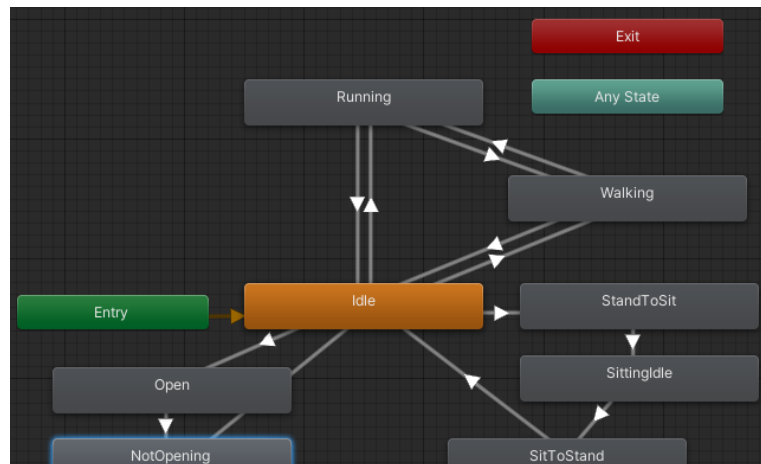 Exit
Running
Any State
Walking
Idle
StandToSit
Entry
SittingIdle
Open
NotOpening
SitToStand